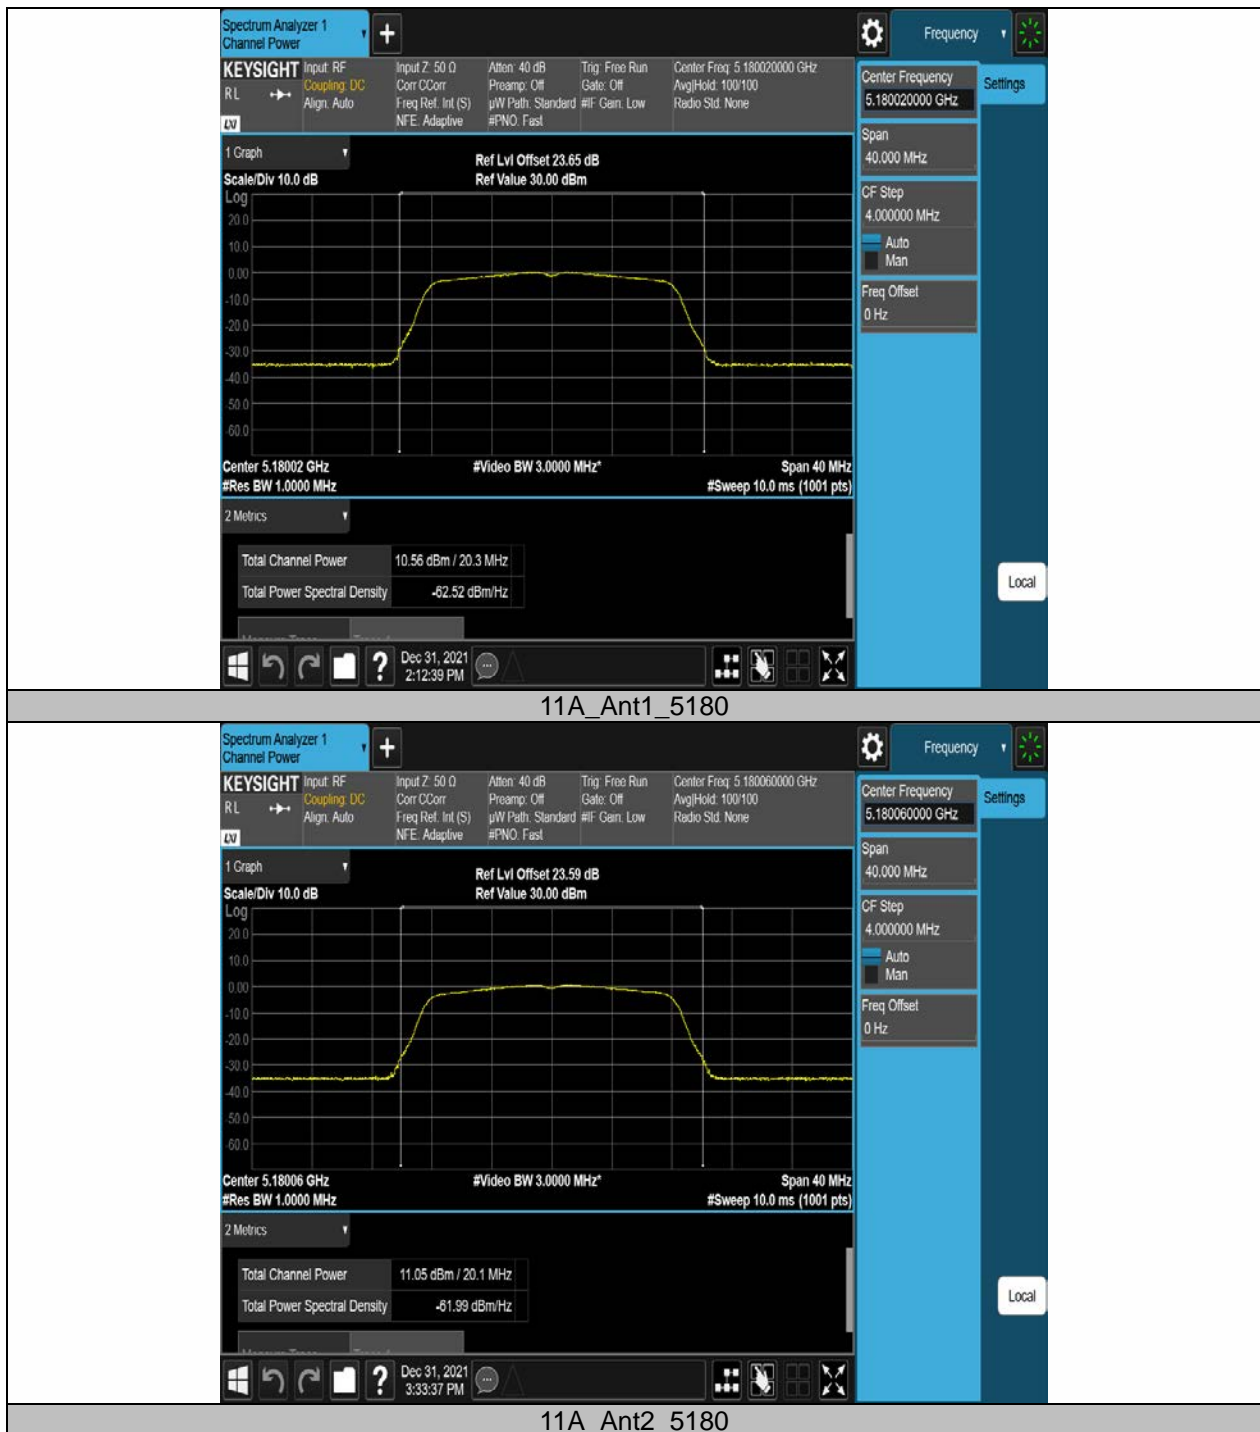 Spectrum Analyzer 1
Channel Power
+
Frequency
KEYSIGHT
RL
LXI
Input: RF
Coupling: DC
Align: Auto
Input Z: 50 Ω
Corr CCorr
Freq Ref: Int (S)
NFE: Adaptive
Atten: 40 dB
Preamp: Off
µW Path: Standard
#PNO: Fast
Trig: Free Run
Gate: Off
#IF Gain: Low
Center Freq: 5.180020000 GHz
Avg|Hold: 100/100
Radio Std: None
Center Frequency
5.180020000 GHz
Settings
Span
40.000 MHz
CF Step
4.000000 MHz
Auto
Man
Freq Offset
0 Hz
Local
1 Graph
Scale/Div 10.0 dB
Ref Lvl Offset 23.65 dB
Ref Value 30.00 dBm
Log
20.0
10.0
0.00
-10.0
-20.0
-30.0
-40.0
-50.0
-60.0
Center 5.18002 GHz
#Video BW 3.0000 MHz*
Span 40 MHz
#Res BW 1.0000 MHz
#Sweep 10.0 ms (1001 pts)
2 Metrics
Total Channel Power 10.56 dBm / 20.3 MHz
Total Power Spectral Density -62.52 dBm/Hz
?
Dec 31, 2021
2:12:39 PM
11A_Ant1_5180
Spectrum Analyzer 1
Channel Power
+
Frequency
KEYSIGHT
RL
LXI
Input: RF
Coupling: DC
Align: Auto
Input Z: 50 Ω
Corr CCorr
Freq Ref: Int (S)
NFE: Adaptive
Atten: 40 dB
Preamp: Off
µW Path: Standard
#PNO: Fast
Trig: Free Run
Gate: Off
#IF Gain: Low
Center Freq: 5.180060000 GHz
Avg|Hold: 100/100
Radio Std: None
Center Frequency
5.180060000 GHz
Settings
Span
40.000 MHz
CF Step
4.000000 MHz
Auto
Man
Freq Offset
0 Hz
Local
1 Graph
Scale/Div 10.0 dB
Ref Lvl Offset 23.59 dB
Ref Value 30.00 dBm
Log
20.0
10.0
0.00
-10.0
-20.0
-30.0
-40.0
-50.0
-60.0
Center 5.18006 GHz
#Video BW 3.0000 MHz*
Span 40 MHz
#Res BW 1.0000 MHz
#Sweep 10.0 ms (1001 pts)
2 Metrics
Total Channel Power 11.05 dBm / 20.1 MHz
Total Power Spectral Density -61.99 dBm/Hz
?
Dec 31, 2021
3:33:37 PM
11A_Ant2_5180